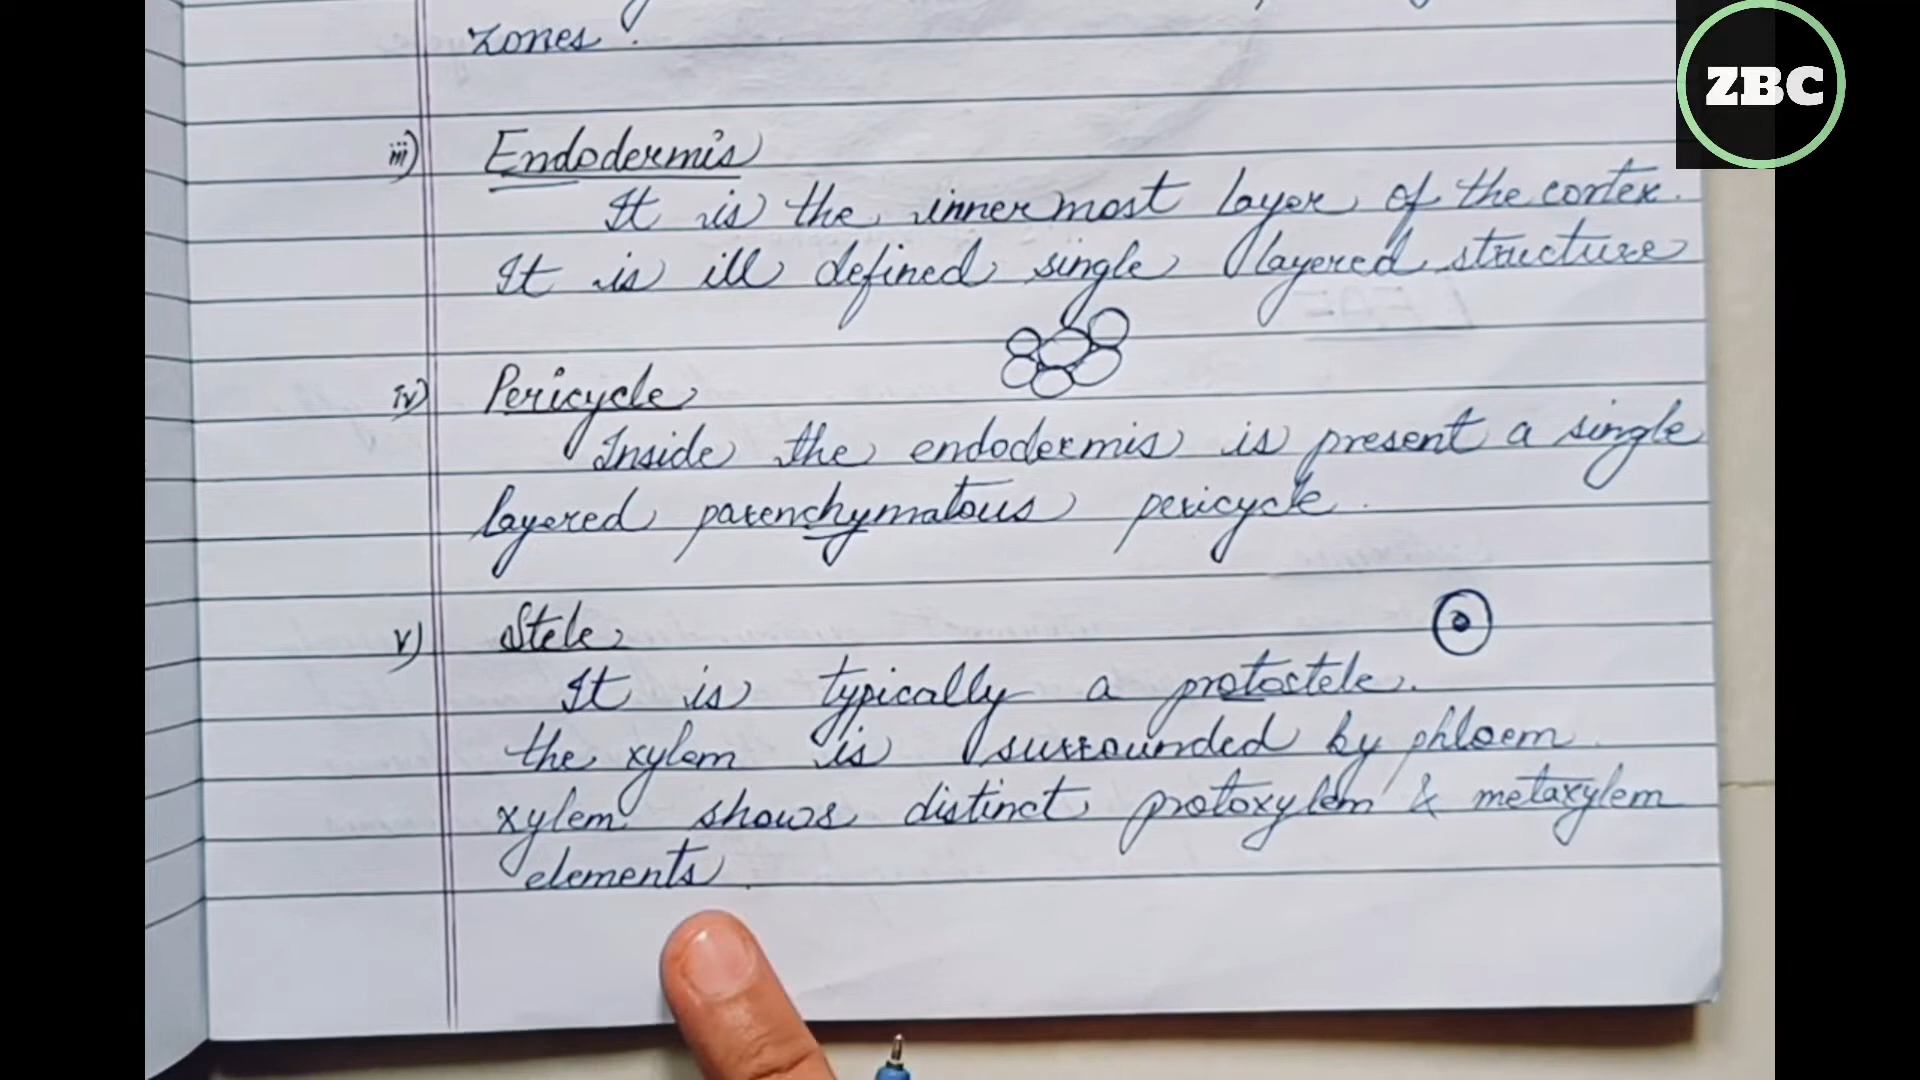 zones.
ZBC
iii) Endodermis
It is the innermost layer of the cortex.
It is ill defined single layered structure
iv) Pericycle
Inside the endodermis is present a single
layered parenchymatous pericycle.
v) Stele
It is typically a protostele.
the xylem is surrounded by phloem.
xylem shows distinct protoxylem & metaxylem
elements.